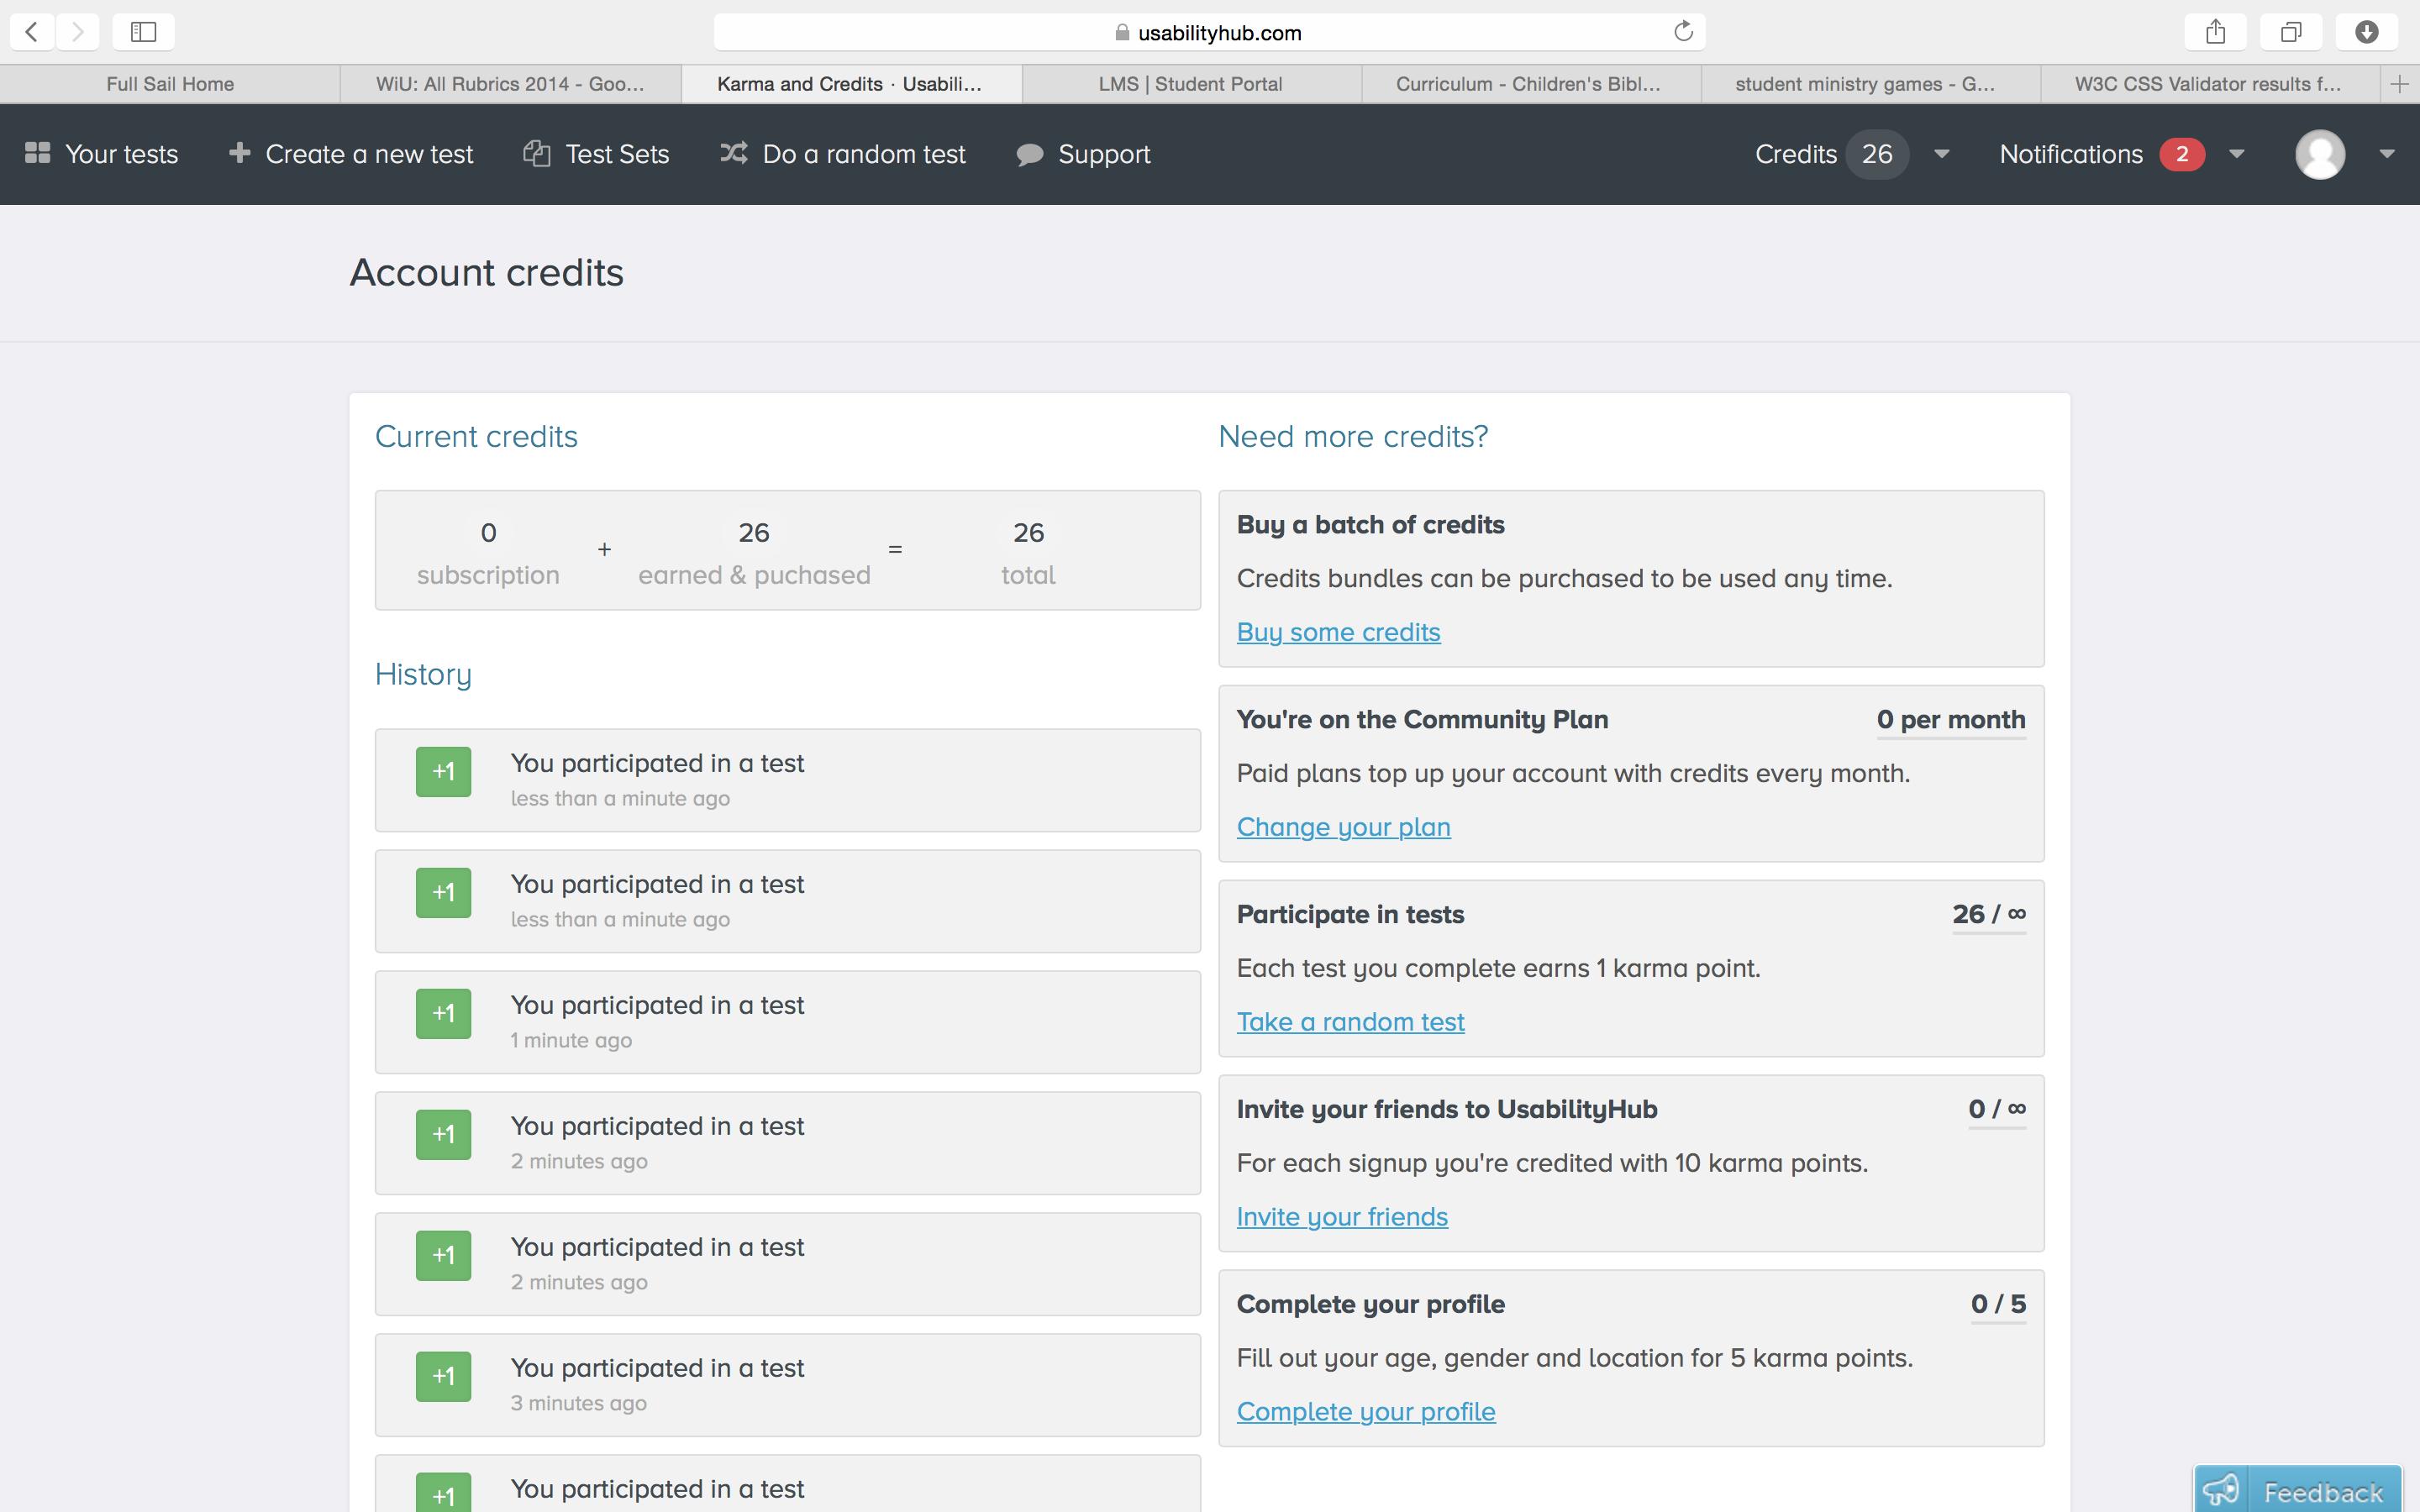 usabilityhub.com
Full Sail Home
WiU: All Rubrics 2014 - Goo...
Karma and Credits · Usabili...
LMS | Student Portal
Curriculum - Children's Bibl...
student ministry games - G...
W3C CSS Validator results f...
Your tests
Create a new test
Test Sets
Do a random test
Support
Credits 26
Notifications 2
Account credits
Current credits
0 + 26 = 26
subscription earned & puchased total
History
+1 You participated in a test
less than a minute ago
+1 You participated in a test
less than a minute ago
+1 You participated in a test
1 minute ago
+1 You participated in a test
2 minutes ago
+1 You participated in a test
2 minutes ago
+1 You participated in a test
3 minutes ago
+1 You participated in a test
Need more credits?
Buy a batch of credits
Credits bundles can be purchased to be used any time.
Buy some credits
You're on the Community Plan 0 per month
Paid plans top up your account with credits every month.
Change your plan
Participate in tests 26 / ∞
Each test you complete earns 1 karma point.
Take a random test
Invite your friends to UsabilityHub 0 / ∞
For each signup you're credited with 10 karma points.
Invite your friends
Complete your profile 0 / 5
Fill out your age, gender and location for 5 karma points.
Complete your profile
Feedback